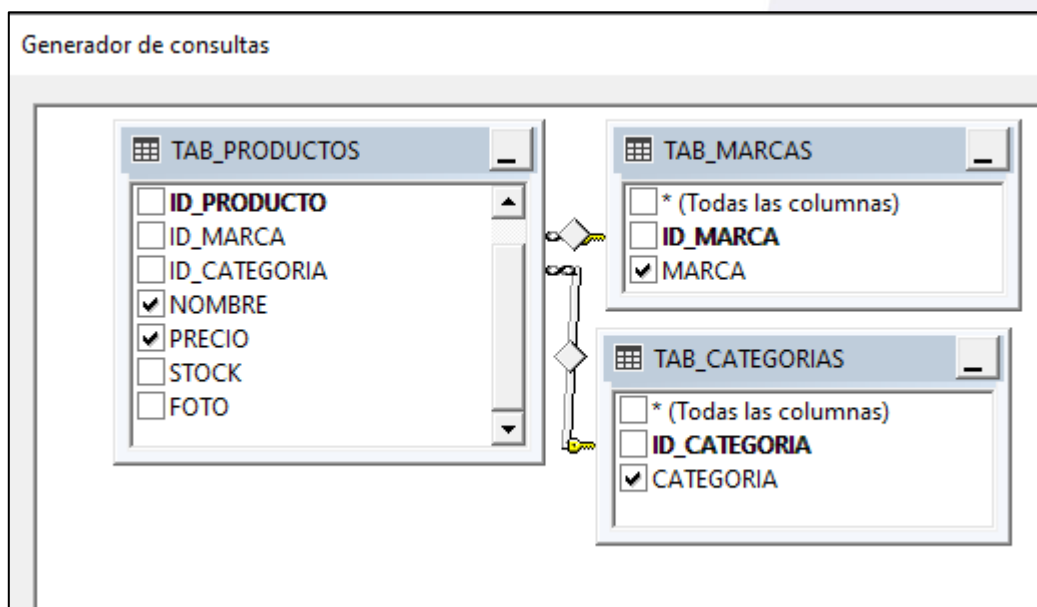 Generador de consultas
TAB_PRODUCTOS
ID_PRODUCTO
ID_MARCA
ID_CATEGORIA
NOMBRE
PRECIO
STOCK
FOTO
TAB_MARCAS
* (Todas las columnas)
ID_MARCA
MARCA
TAB_CATEGORIAS
* (Todas las columnas)
ID_CATEGORIA
CATEGORIA